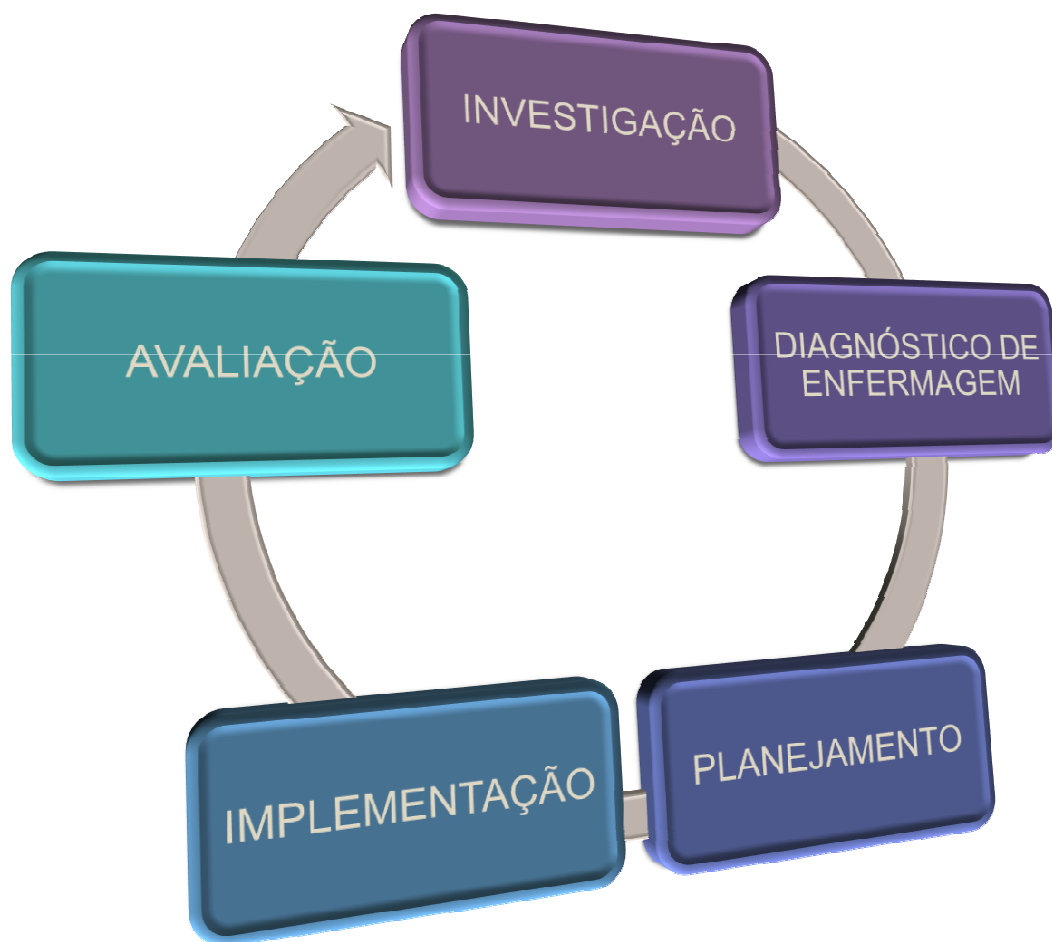 INVESTIGAÇÃO
DIAGNÓSTICO DE
ENFERMAGEM
PLANEJAMENTO
IMPLEMENTAÇÃO
AVALIAÇÃO